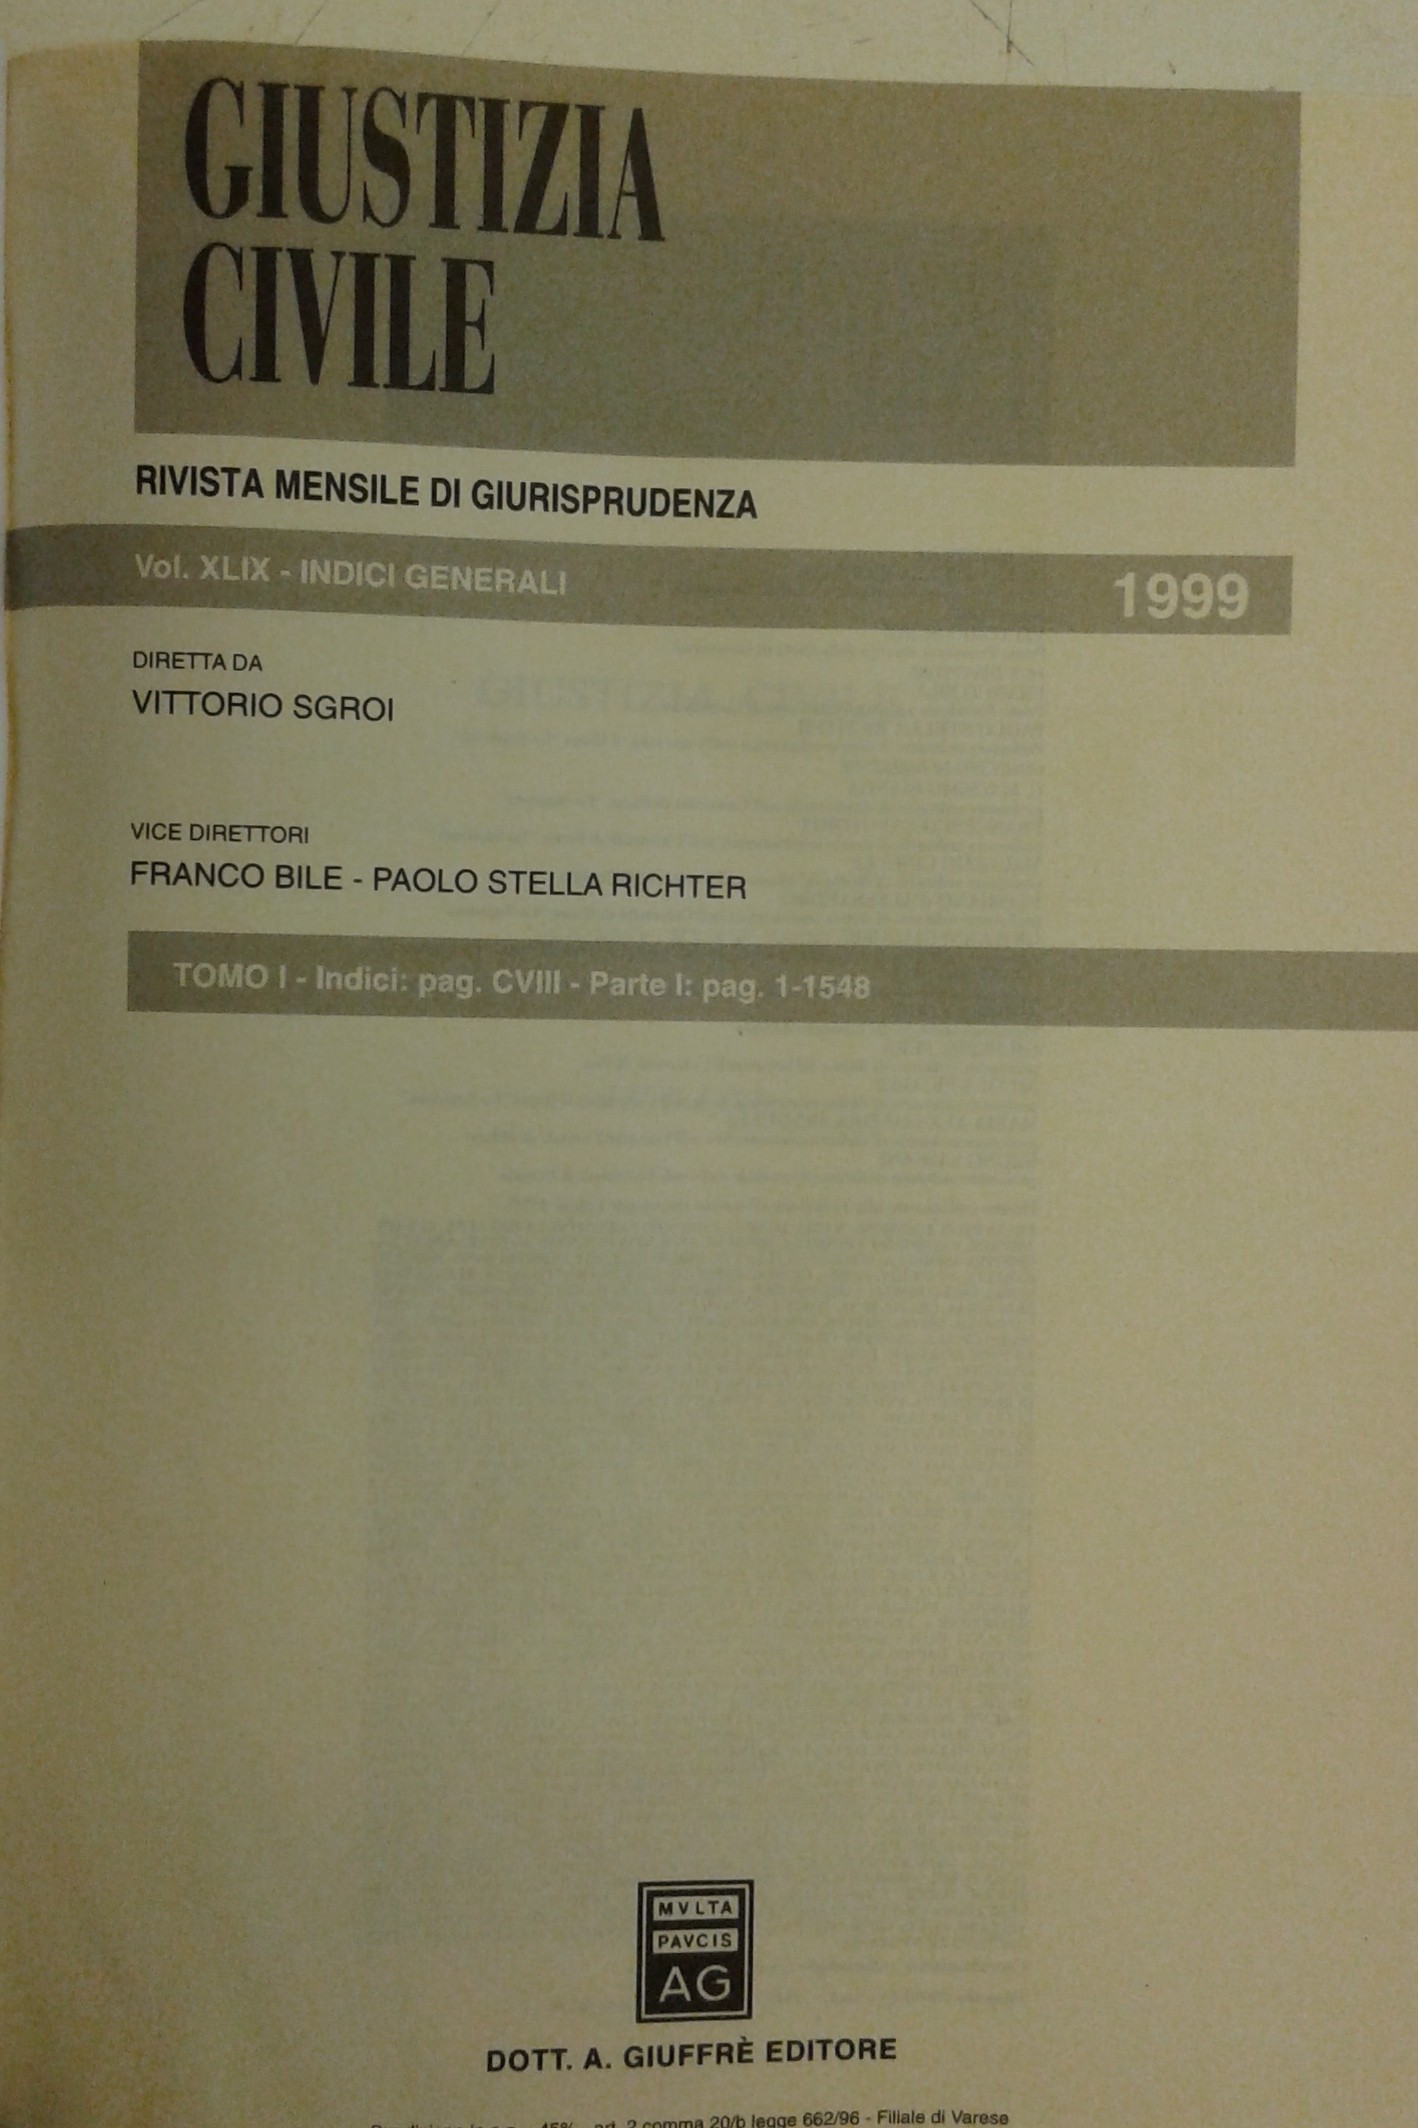 GIUSTIZIA
CIVILE
RIVISTA MENSILE DI GIURISPRUDENZA
Vol. XLIX - INDICI GENERALI 1999
DIRETTA DA
VITTORIO SGROI
VICE DIRETTORI
FRANCO BILE - PAOLO STELLA RICHTER
TOMO I - Indici: pag. CVIII - Parte I: pag. 1-1548
MVLTA
PAVCIS
AG
DOTT. A. GIUFFRÈ EDITORE
45% - art. 2 comma 20/b legge 662/96 - Filiale di Varese